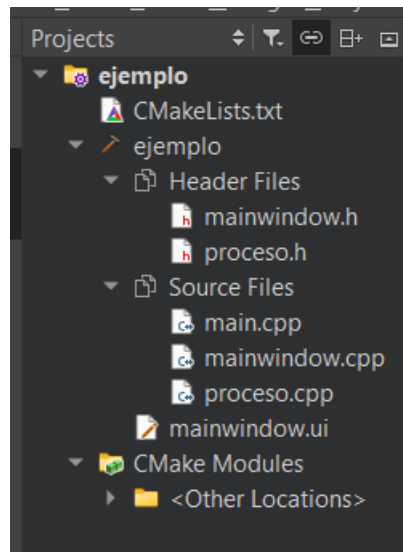 Projects
ejemplo
CMakeLists.txt
ejemplo
Header Files
mainwindow.h
proceso.h
Source Files
main.cpp
mainwindow.cpp
proceso.cpp
mainwindow.ui
CMake Modules
<Other Locations>